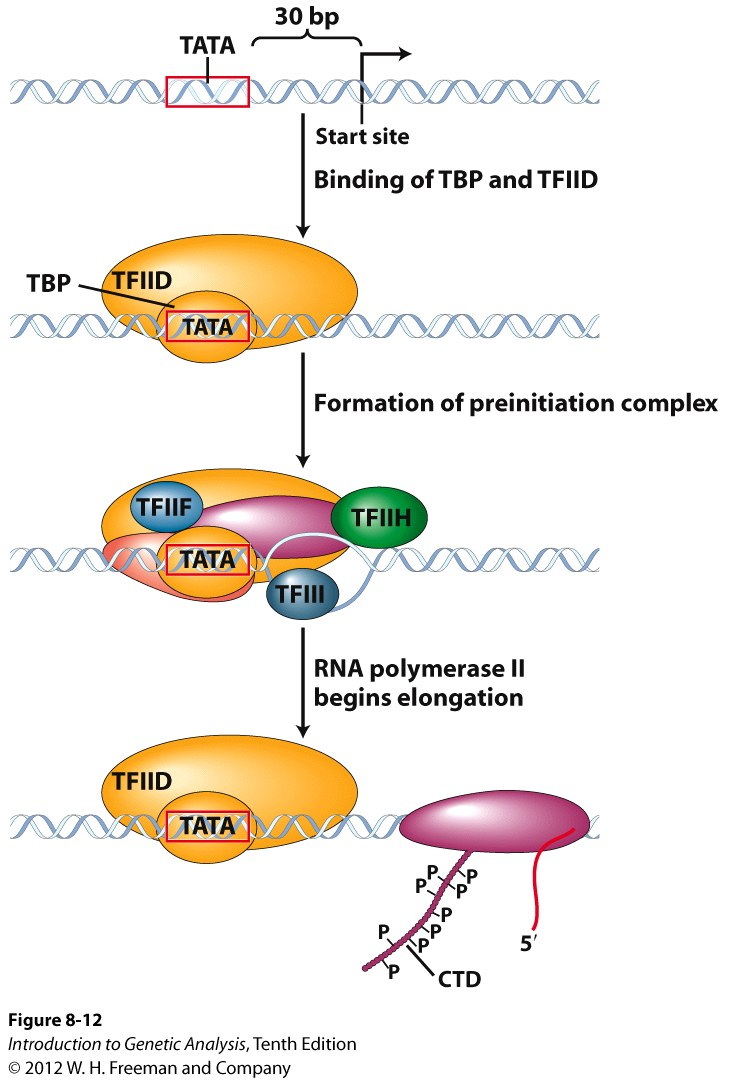 30 bp
TATA
Start site
Binding of TBP and TFIID
TBP
TFIID
TATA
Formation of preinitiation complex
TFIIF
TFIIH
TATA
TFIII
RNA polymerase II
begins elongation
TFIID
TATA
P
P
P
P
P
P
P
P
P
P
5′
CTD
Figure 8-12
Introduction to Genetic Analysis, Tenth Edition
© 2012 W. H. Freeman and Company